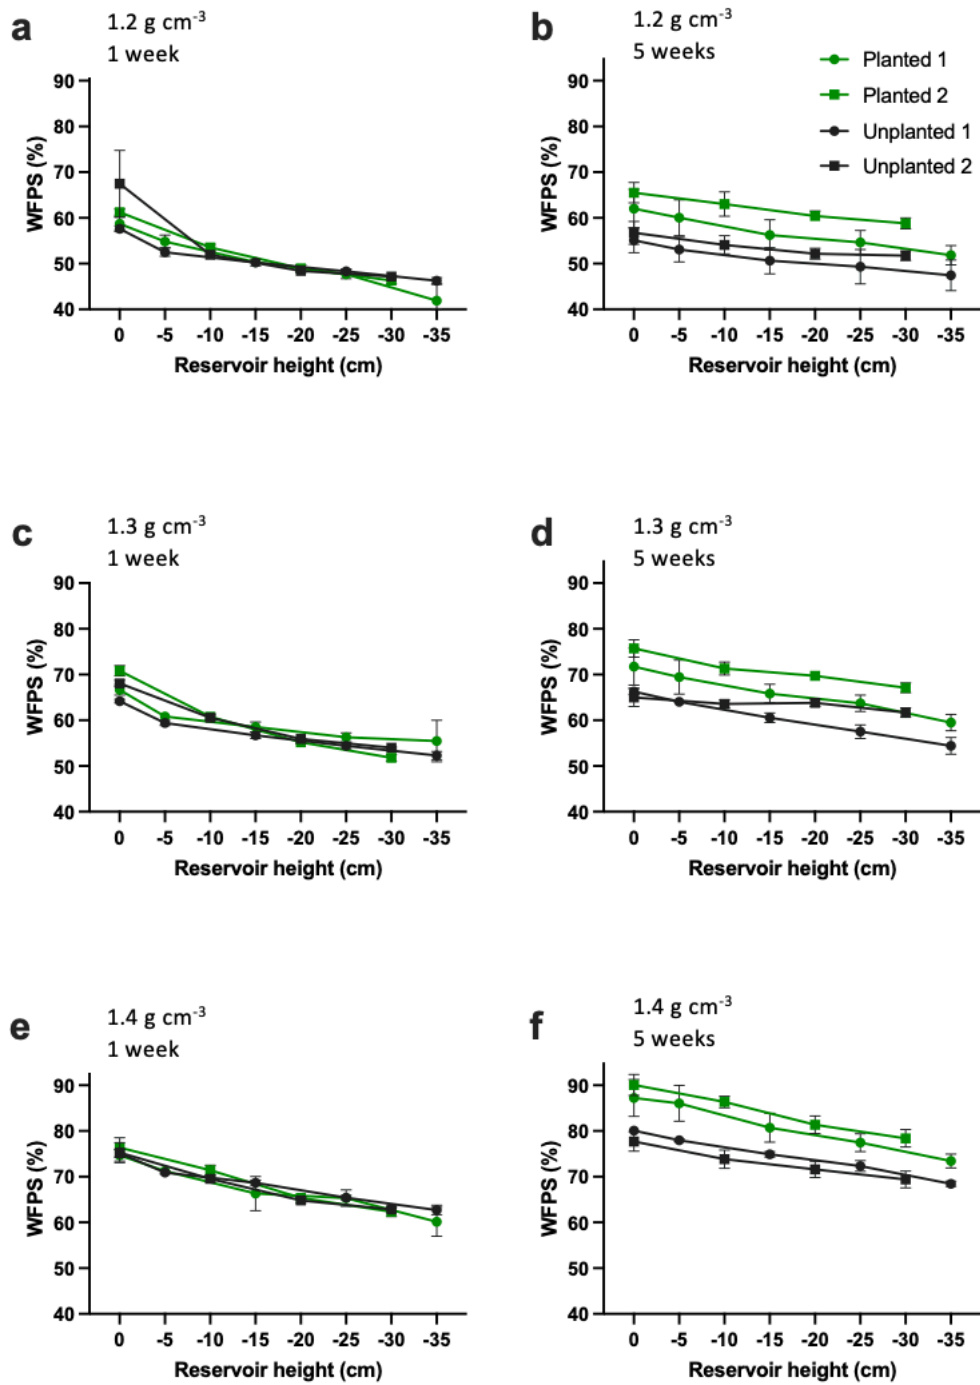 a
1.2 g cm-3
1 week
WFPS (%)
90
80
70
60
50
40
0 -5 -10 -15 -20 -25 -30 -35
Reservoir height (cm)
b
1.2 g cm-3
5 weeks
Planted 1
Planted 2
Unplanted 1
Unplanted 2
WFPS (%)
90
80
70
60
50
40
0 -5 -10 -15 -20 -25 -30 -35
Reservoir height (cm)
c
1.3 g cm-3
1 week
WFPS (%)
90
80
70
60
50
40
0 -5 -10 -15 -20 -25 -30 -35
Reservoir height (cm)
d
1.3 g cm-3
5 weeks
WFPS (%)
90
80
70
60
50
40
0 -5 -10 -15 -20 -25 -30 -35
Reservoir height (cm)
e
1.4 g cm-3
1 week
WFPS (%)
90
80
70
60
50
40
0 -5 -10 -15 -20 -25 -30 -35
Reservoir height (cm)
f
1.4 g cm-3
5 weeks
WFPS (%)
90
80
70
60
50
40
0 -5 -10 -15 -20 -25 -30 -35
Reservoir height (cm)